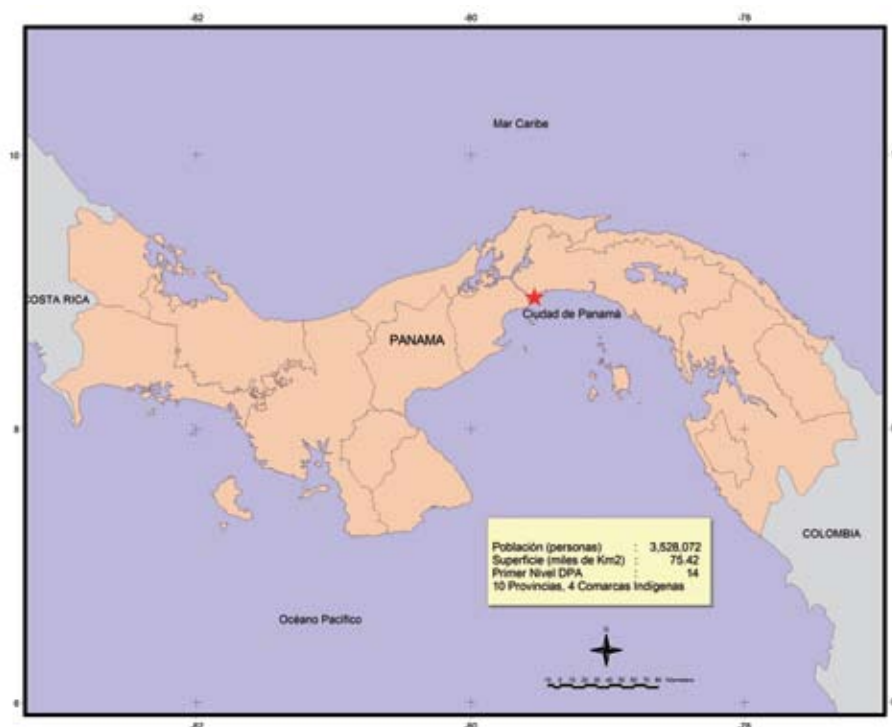 -82 -80 -78
Mar Caribe
10
COSTA RICA
Ciudad de Panamá
PANAMA
8
Población (personas) : 3,528,072
Superficie (miles de Km2) : 75.42
Primer Nivel DPA : 14
10 Provincias, 4 Comarcas Indígenas
COLOMBIA
Océano Pacífico
6
-82 -80 -78